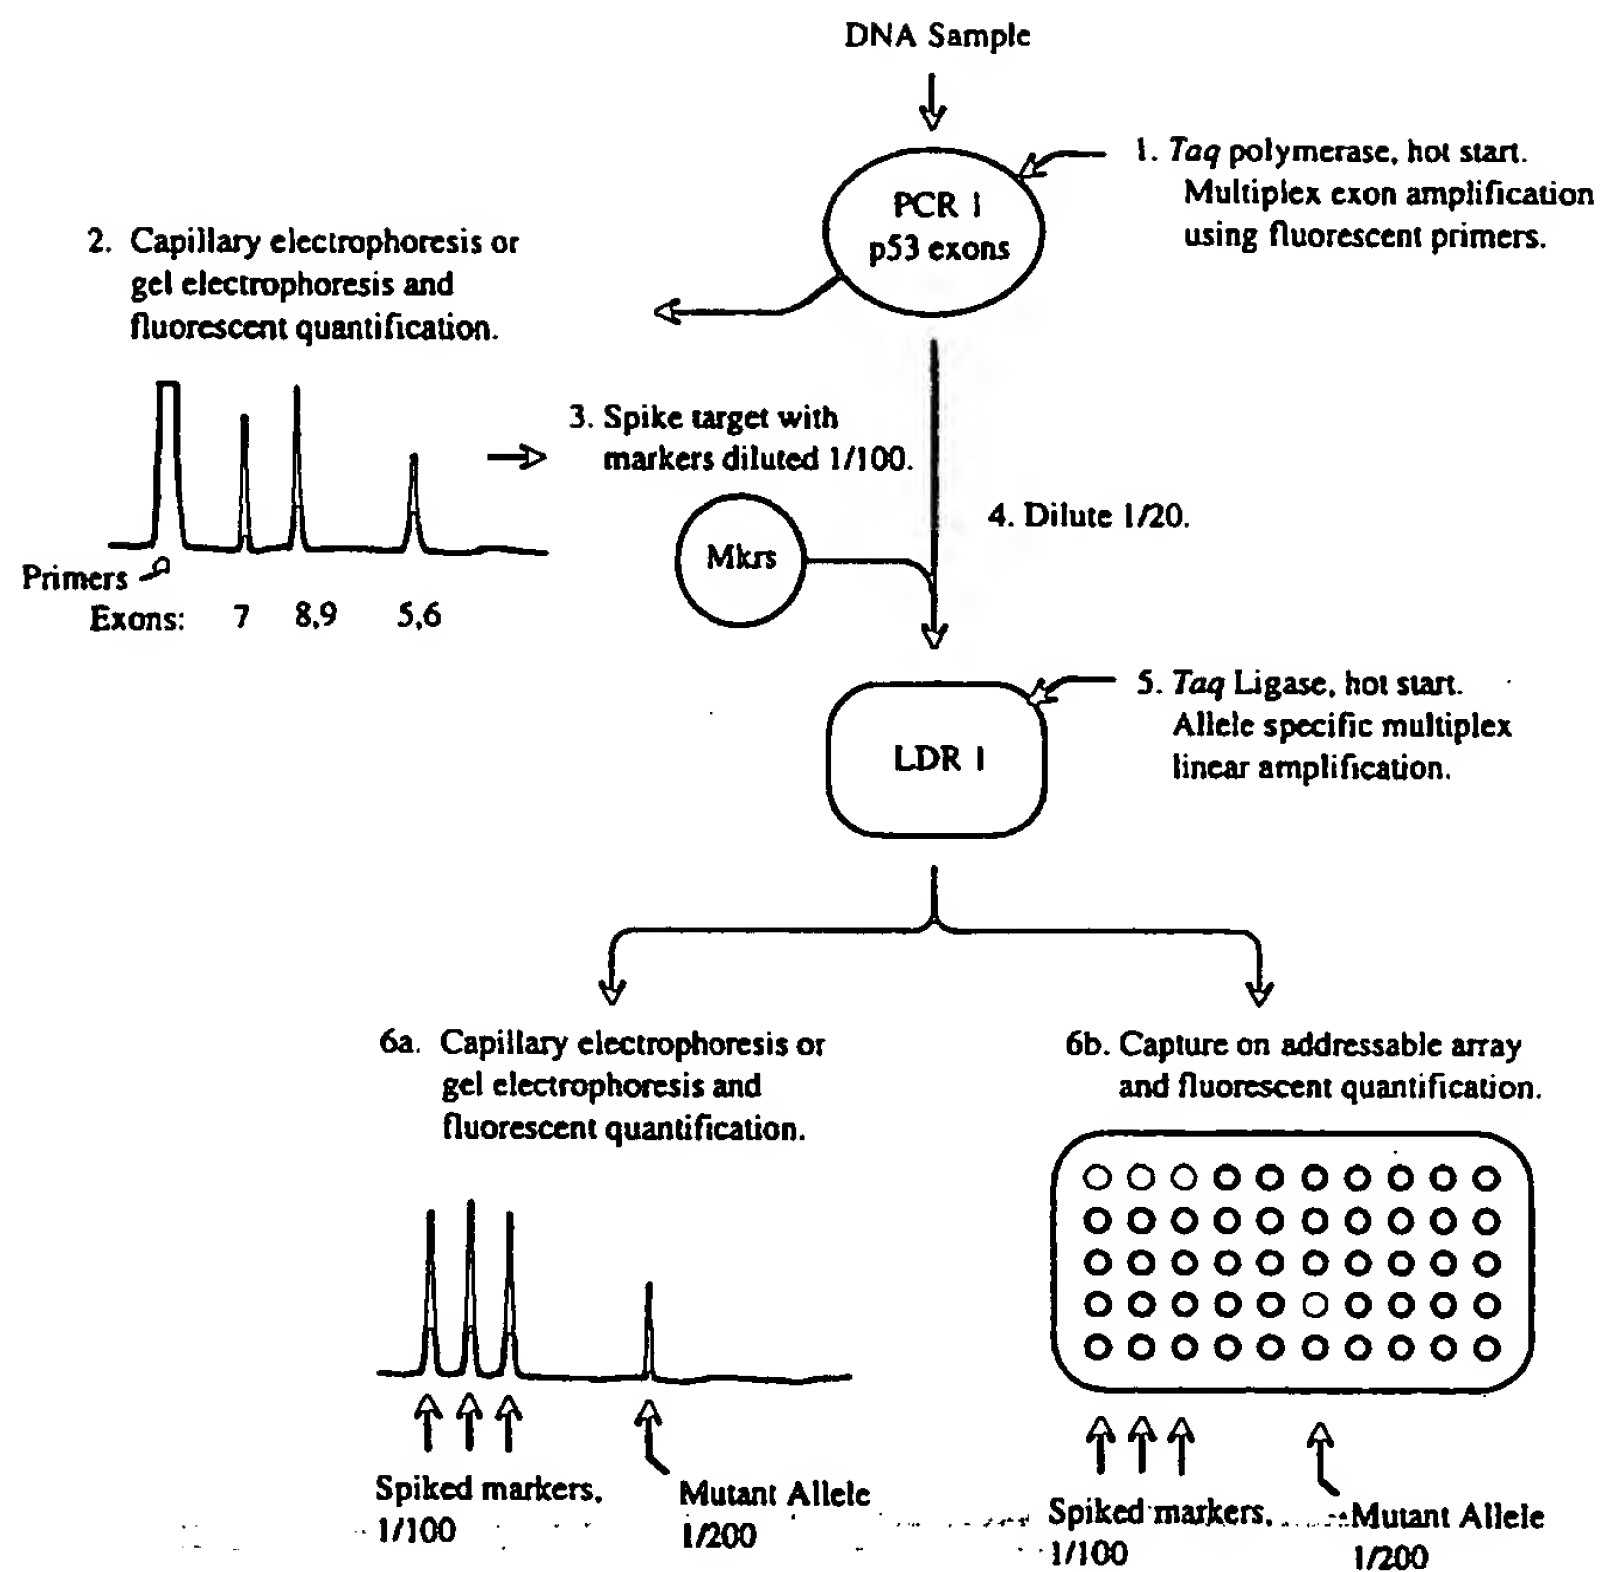 DNA Sample
1. Taq polymerase, hot start.
Multiplex exon amplification
using fluorescent primers.
PCR 1
p53 exons
2. Capillary electrophoresis or
gel electrophoresis and
fluorescent quantification.
3. Spike target with
markers diluted 1/100.
4. Dilute 1/20.
Mkrs
Primers
Exons: 7 8,9 5,6
5. Taq Ligase, hot start.
Allele specific multiplex
linear amplification.
LDR 1
6a. Capillary electrophoresis or
gel electrophoresis and
fluorescent quantification.
6b. Capture on addressable array
and fluorescent quantification.
Spiked markers,
1/100
Mutant Allele
1/200
Spiked markers,
1/100
Mutant Allele
1/200